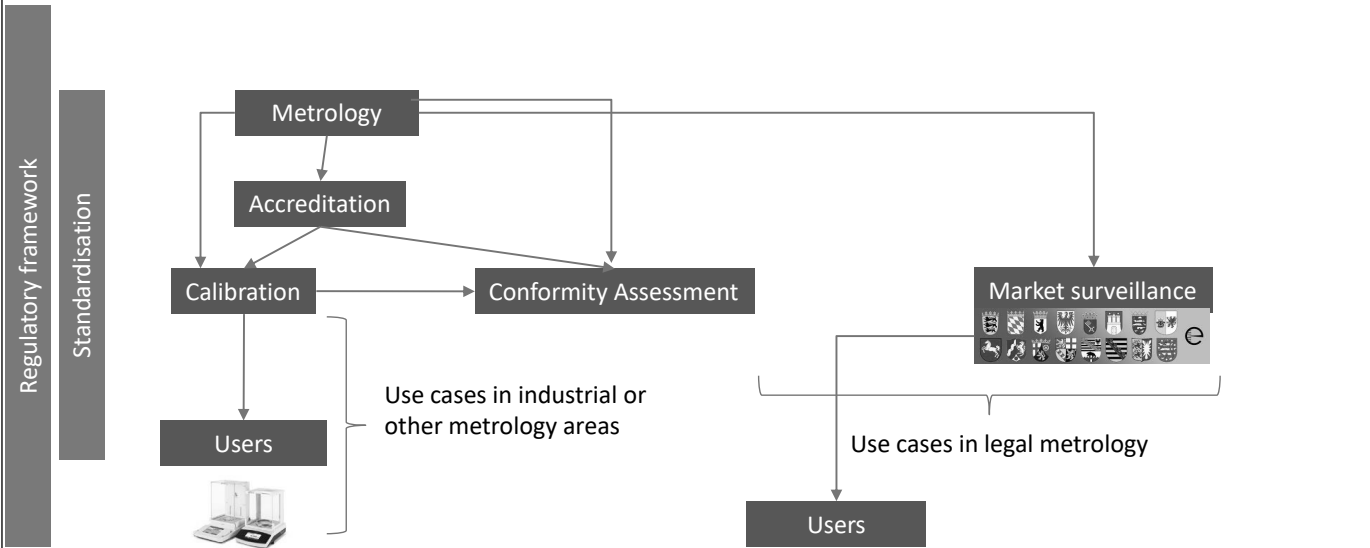 Regulatory framework
Standardisation
Metrology
Accreditation
Calibration
Conformity Assessment
Market surveillance
e
Use cases in industrial or
other metrology areas
Users
Use cases in legal metrology
Users